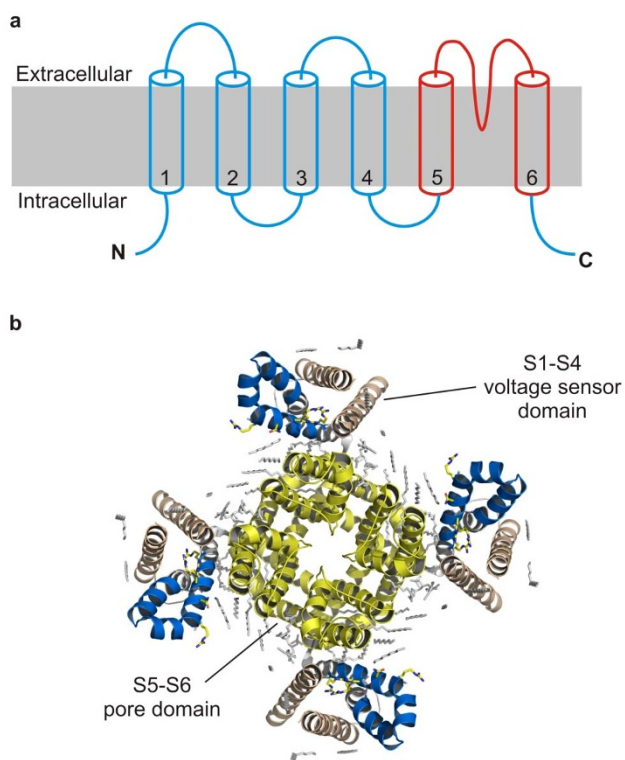 a
Extracellular
1 2 3 4 5 6
Intracellular
N
C
b
S1-S4
voltage sensor
domain
S5-S6
pore domain